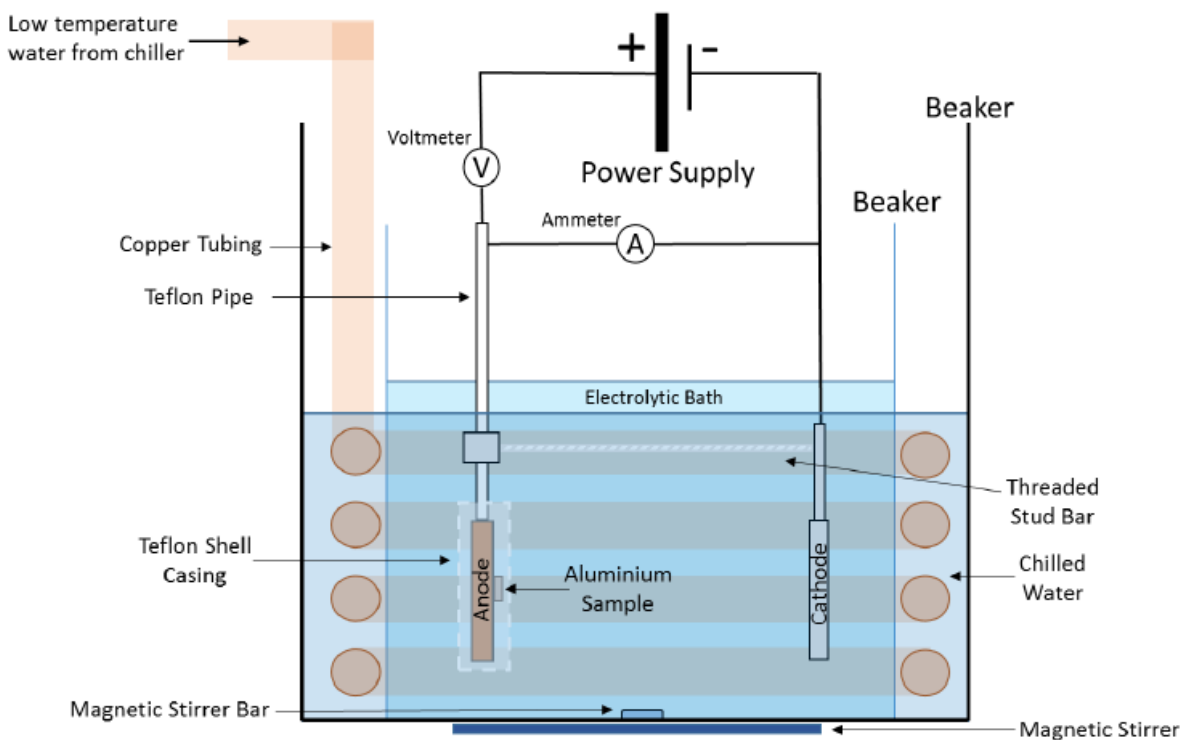 Low temperature
water from chiller
+
-
Beaker
Voltmeter
V
Power Supply
Beaker
Ammeter
A
Copper Tubing
Teflon Pipe
Electrolytic Bath
Threaded
Stud Bar
Teflon Shell
Casing
Anode
Aluminium
Sample
Cathode
Chilled
Water
Magnetic Stirrer Bar
Magnetic Stirrer